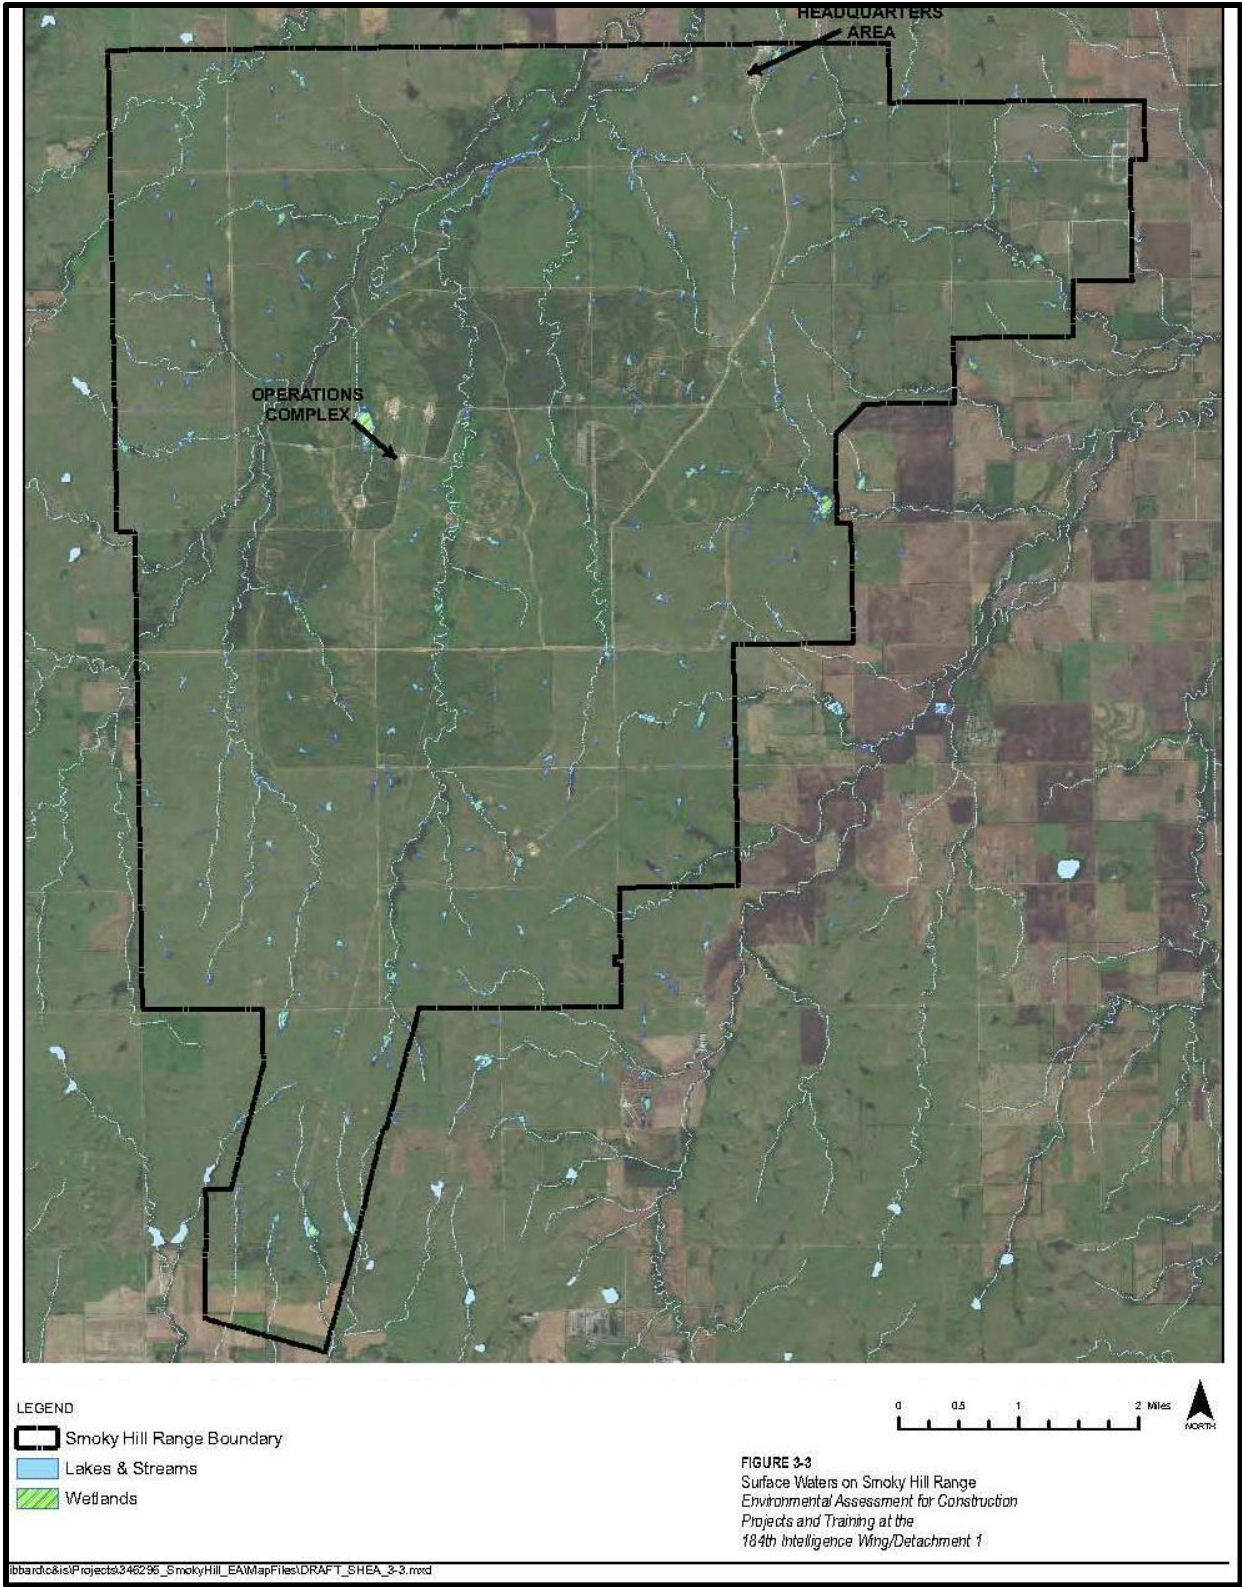 HEADQUARTERS
AREA
OPERATIONS
COMPLEX
LEGEND
Smoky Hill Range Boundary
Lakes & Streams
Wetlands
0 0.5 1 2 Miles
NORTH
FIGURE 3-3
Surface Waters on Smoky Hill Range
Environmental Assessment for Construction
Projects and Training at the
184th Intelligence Wing/Detachment 1
ibbard\c&is\Projects\346296_SmokyHill_EA\MapFiles\DRAFT_SHEA_3-3.mxd